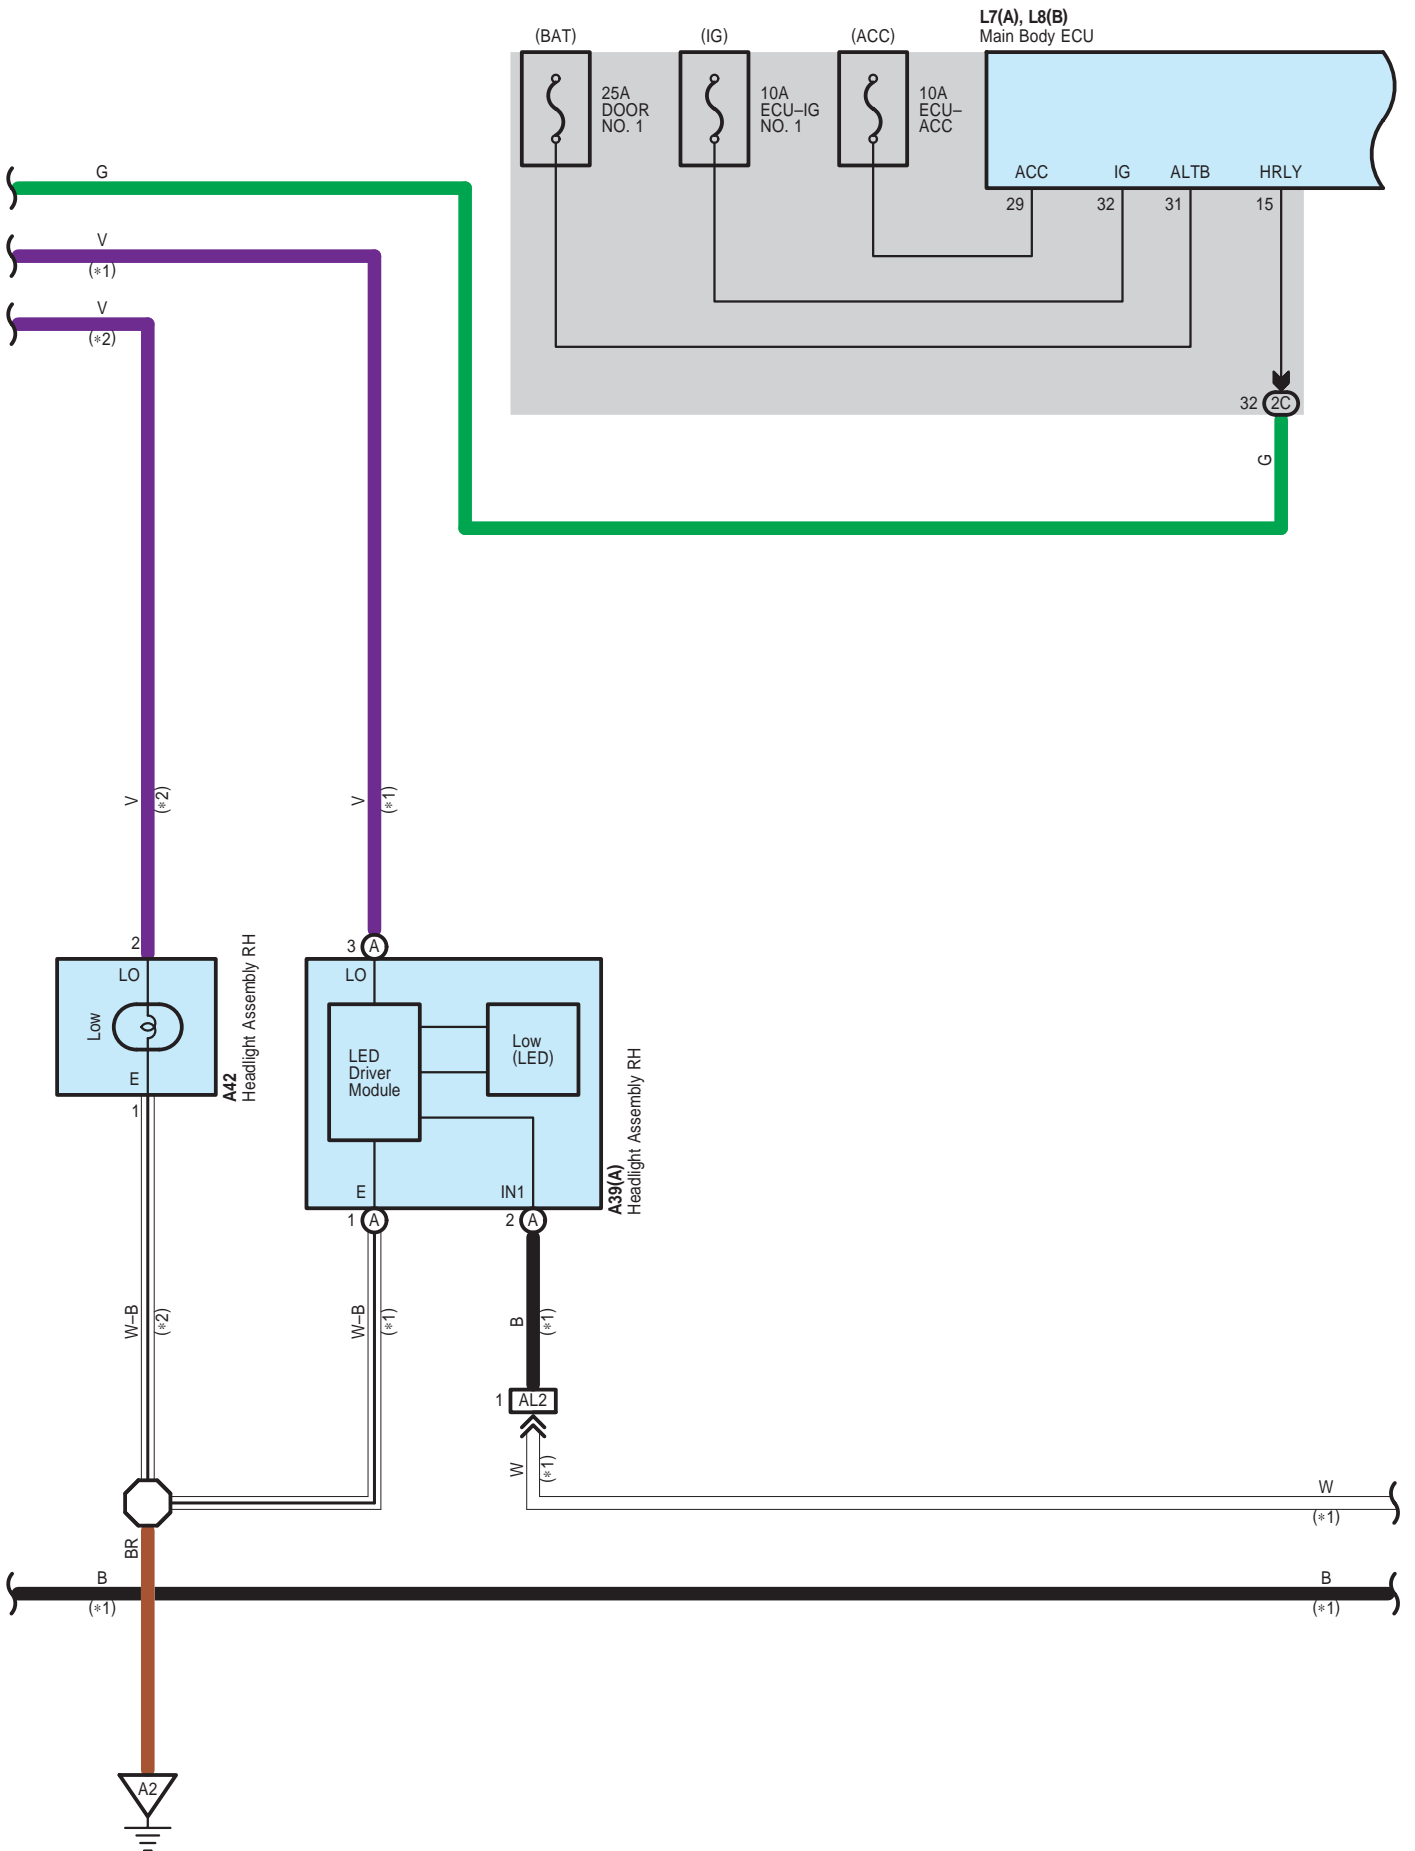 L7(A), L8(B)
Main Body ECU
(BAT)
(IG)
(ACC)
25A
DOOR
NO. 1
10A
ECU–IG
NO. 1
10A
ECU–
ACC
ACC
IG
ALTB
HRLY
29
32
31
15
32
2C
G
G
V
(*1)
V
(*2)
V
(*2)
V
(*1)
2
LO
Low
E
1
A42
Headlight Assembly RH
3
A
LO
LED
Driver
Module
Low
(LED)
E
IN1
1
A
2
A
A39(A)
Headlight Assembly RH
W–B
(*2)
W–B
(*1)
B
(*1)
1
AL2
W
(*1)
W
(*1)
BR
B
(*1)
B
(*1)
A2